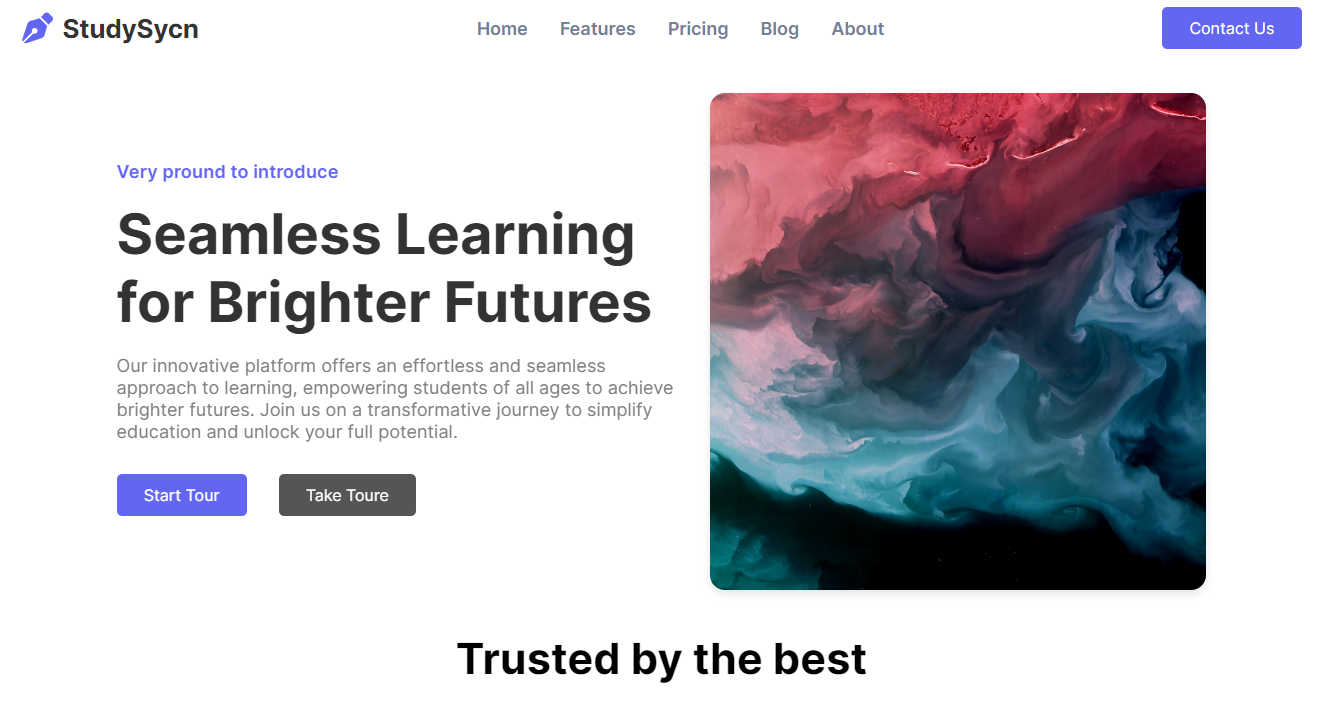 StudySycn
Home Features Pricing Blog About
Contact Us
Very pround to introduce
Seamless Learning
for Brighter Futures
Our innovative platform offers an effortless and seamless
approach to learning, empowering students of all ages to achieve
brighter futures. Join us on a transformative journey to simplify
education and unlock your full potential.
Start Tour Take Toure
Trusted by the best